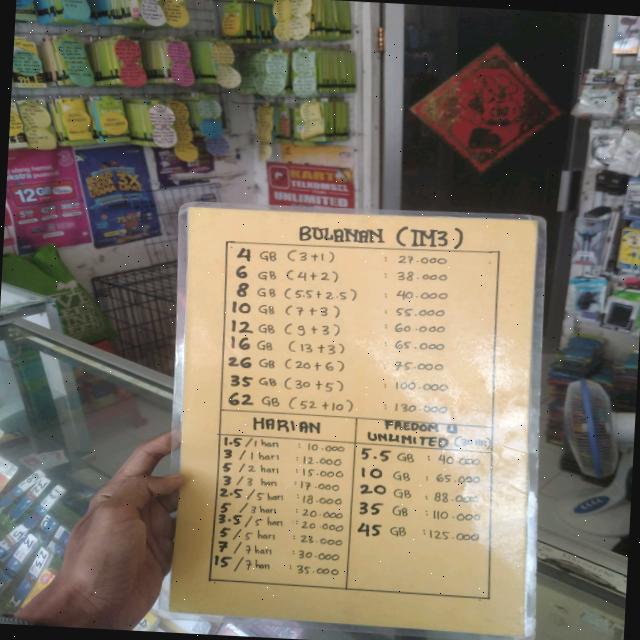 12GB
3X
KARTU
TELKOMSEL
UNLIMITED
BULANAN (IM3)
4 GB (3+1) : 27.000
6 GB (4+2) : 38.000
8 GB (5.5+2.5) : 40.000
10 GB (7+3) : 55.000
12 GB (9+3) : 60.000
16 GB (13+3) : 65.000
26 GB (20+6) : 75.000
35 GB (30+5) : 100.000
62 GB (52+10) : 130.000
HARIAN
1.5 / 1 hari : 10.000
3 / 1 hari : 12.000
5 / 2 hari : 15.000
3 / 3 hari : 17.000
2.5 / 5 hari : 18.000
5 / 3 hari : 20.000
3.5 / 5 hari : 20.000
5 / 5 hari : 23.000
7 / 7 hari : 30.000
15 / 7 hari : 35.000
FREDOM U
UNLIMITED
5.5 GB : 40.000
10 GB : 65.000
20 GB : 88.000
35 GB : 110.000
45 GB : 125.000